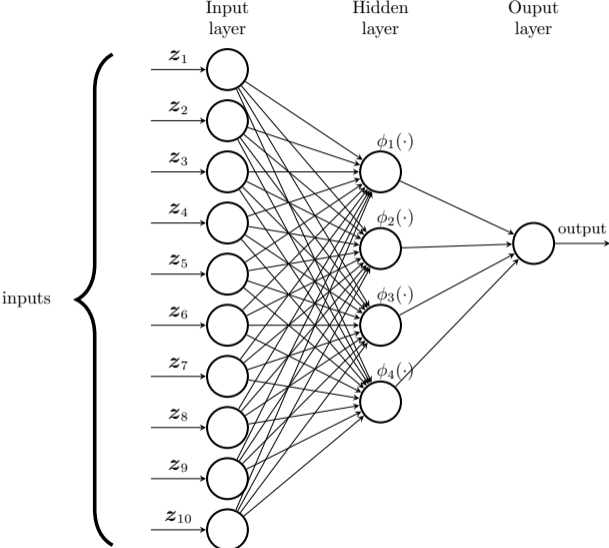 Input
layer
Hidden
layer
Ouput
layer
z₁
z₂
z₃
z₄
z₅
z₆
z₇
z₈
z₉
z₁₀
inputs
ϕ₁(·)
ϕ₂(·)
ϕ₃(·)
ϕ₄(·)
output